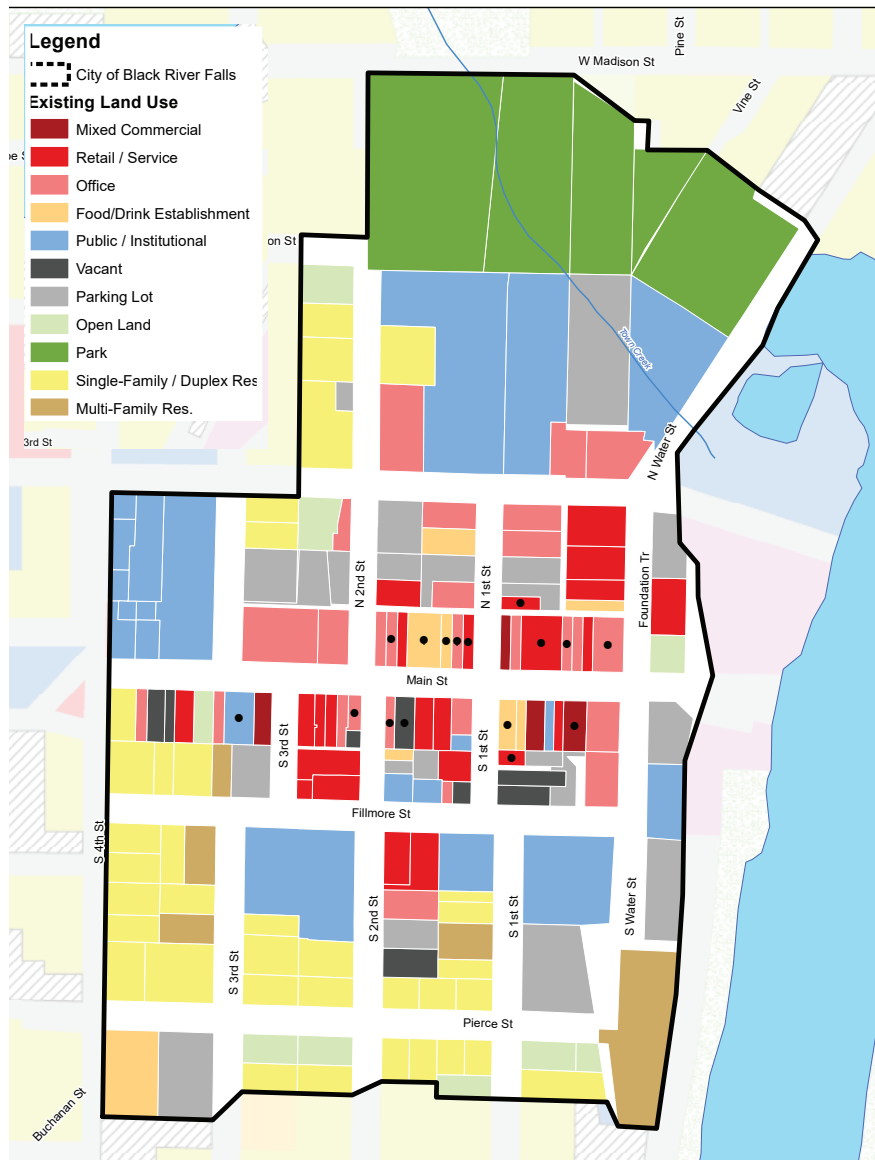 Legend
City of Black River Falls
Existing Land Use
Mixed Commercial
Retail / Service
Office
Food/Drink Establishment
Public / Institutional
Vacant
Parking Lot
Open Land
Park
Single-Family / Duplex Res
Multi-Family Res.
W Madison St
Pine St
Vine St
on St
Town Creek
3rd St
N Water St
N 2nd St
N 1st St
Foundation Tr
Main St
S 3rd St
S 1st St
Fillmore St
S 4th St
S 2nd St
S 1st St
S Water St
S 3rd St
Pierce St
Buchanan St